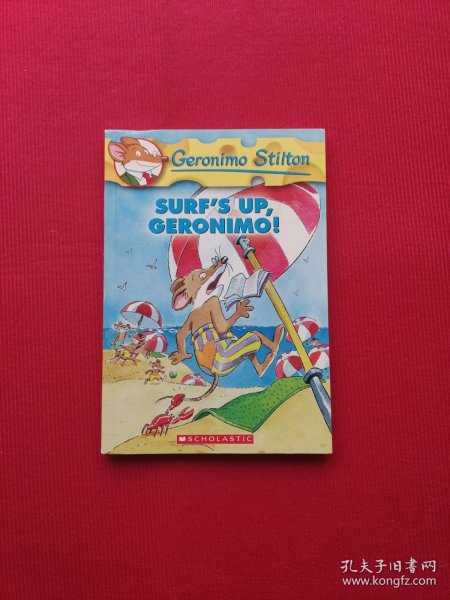 Geronimo Stilton
SURF'S UP,
GERONIMO!
SCHOLASTIC
孔夫子旧书网
www.kongfz.com